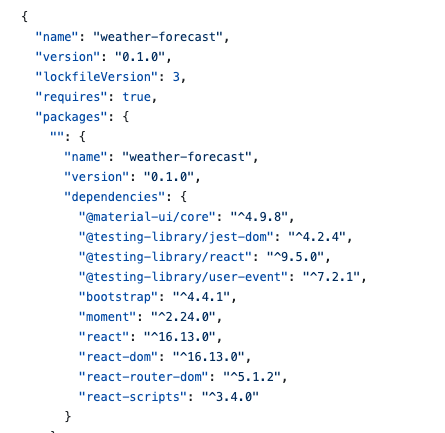 {
"name": "weather-forecast",
"version": "0.1.0",
"lockfileVersion": 3,
"requires": true,
"packages": {
"": {
"name": "weather-forecast",
"version": "0.1.0",
"dependencies": {
"@material-ui/core": "^4.9.8",
"@testing-library/jest-dom": "^4.2.4",
"@testing-library/react": "^9.5.0",
"@testing-library/user-event": "^7.2.1",
"bootstrap": "^4.4.1",
"moment": "^2.24.0",
"react": "^16.13.0",
"react-dom": "^16.13.0",
"react-router-dom": "^5.1.2",
"react-scripts": "^3.4.0"
}